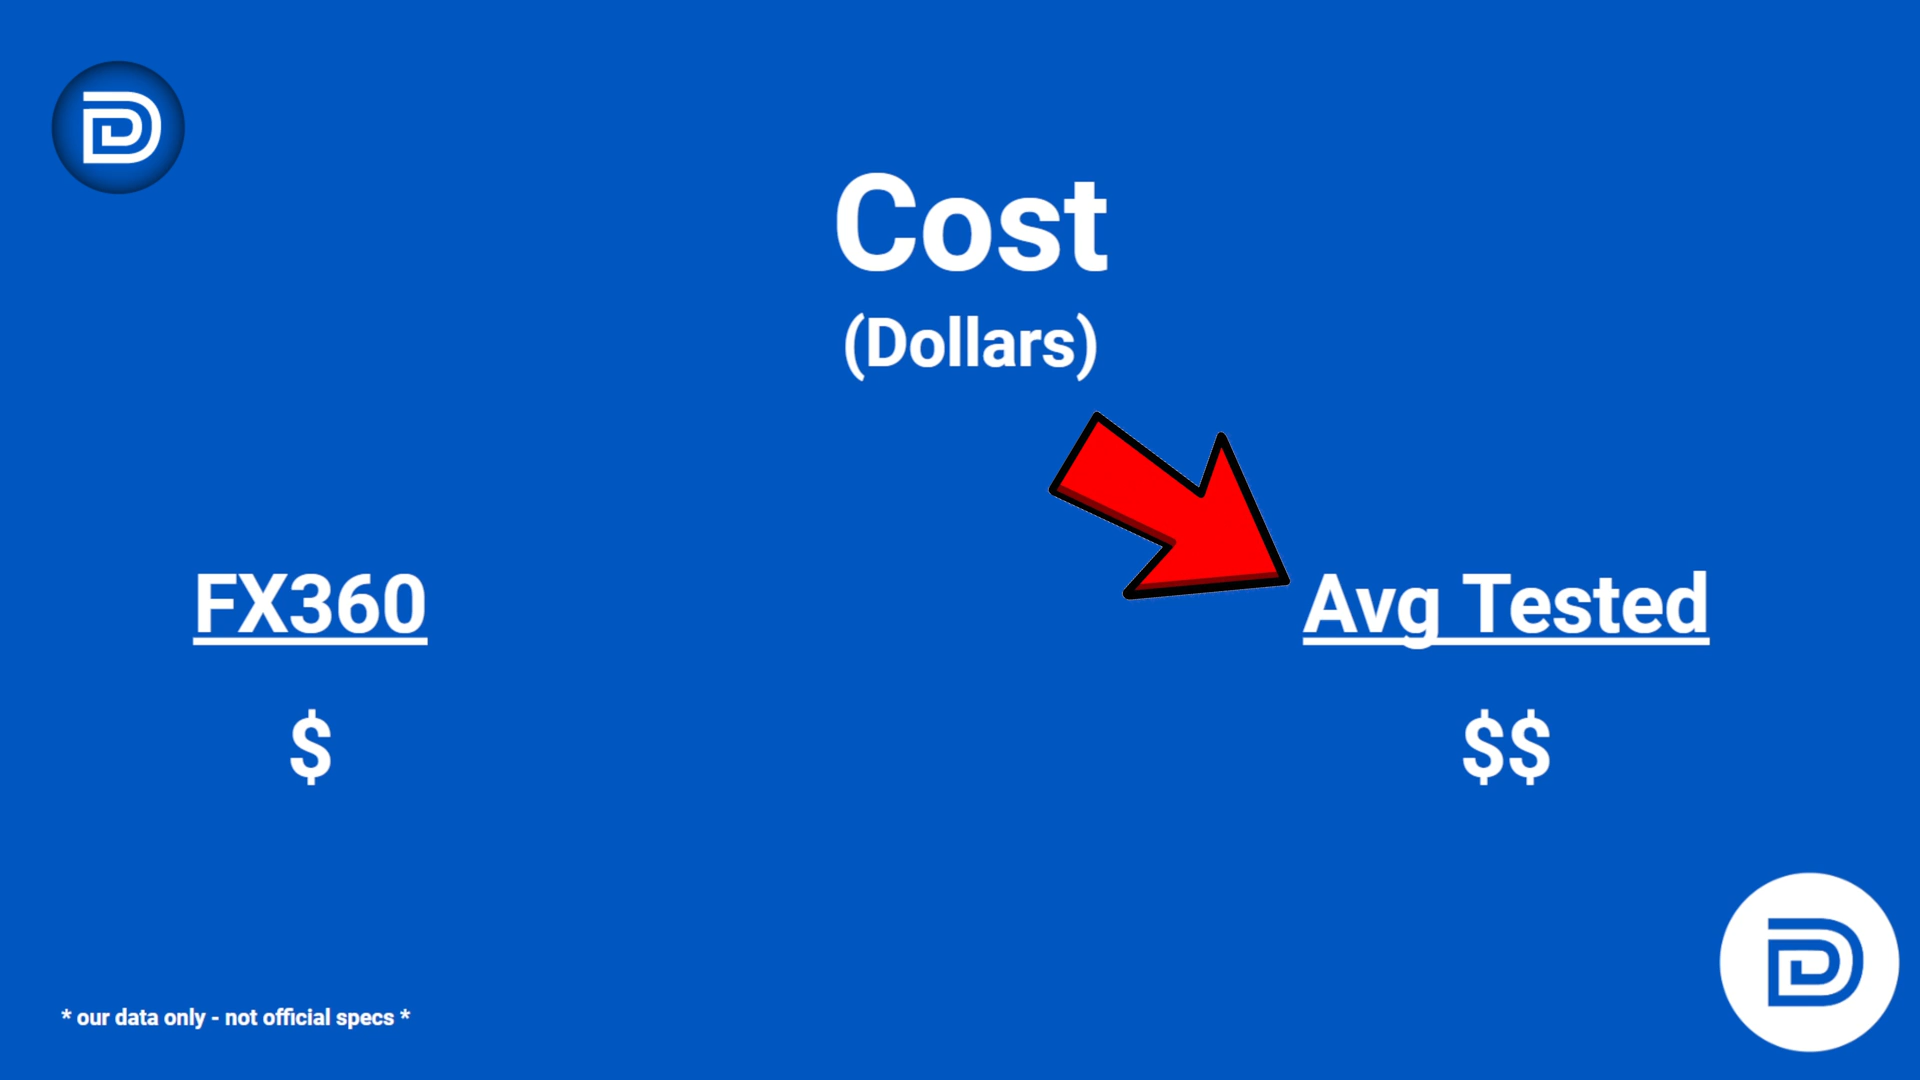 Cost
(Dollars)
FX360
Avg Tested
$
$$
* our data only - not official specs *